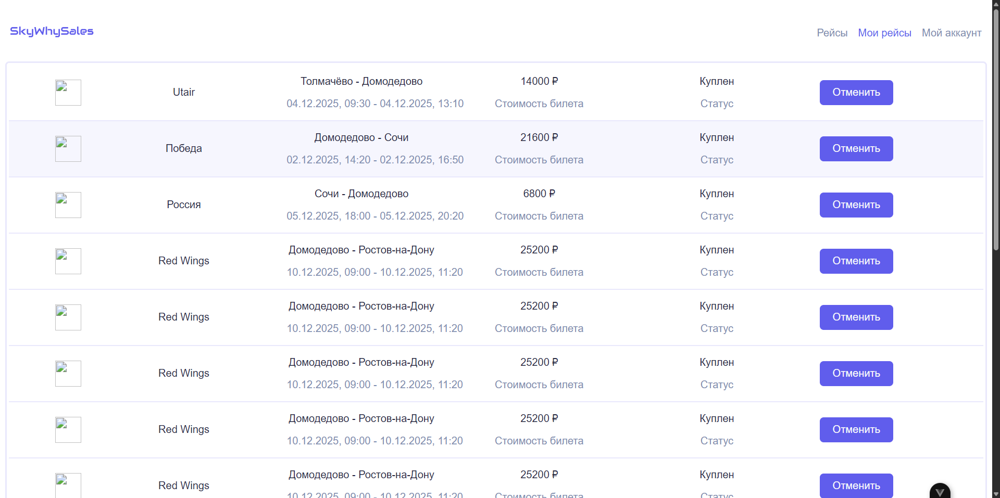 SkyWhySales
Рейсы Мои рейсы Мой аккаунт
Utair
Толмачёво - Домодедово
04.12.2025, 09:30 - 04.12.2025, 13:10
14000 ₽
Стоимость билета
Куплен
Статус
Отменить
Победа
Домодедово - Сочи
02.12.2025, 14:20 - 02.12.2025, 16:50
21600 ₽
Стоимость билета
Куплен
Статус
Отменить
Россия
Сочи - Домодедово
05.12.2025, 18:00 - 05.12.2025, 20:20
6800 ₽
Стоимость билета
Куплен
Статус
Отменить
Red Wings
Домодедово - Ростов-на-Дону
10.12.2025, 09:00 - 10.12.2025, 11:20
25200 ₽
Стоимость билета
Куплен
Статус
Отменить
Red Wings
Домодедово - Ростов-на-Дону
10.12.2025, 09:00 - 10.12.2025, 11:20
25200 ₽
Стоимость билета
Куплен
Статус
Отменить
Red Wings
Домодедово - Ростов-на-Дону
10.12.2025, 09:00 - 10.12.2025, 11:20
25200 ₽
Стоимость билета
Куплен
Статус
Отменить
Red Wings
Домодедово - Ростов-на-Дону
10.12.2025, 09:00 - 10.12.2025, 11:20
25200 ₽
Стоимость билета
Куплен
Статус
Отменить
Red Wings
Домодедово - Ростов-на-Дону
10.12.2025, 09:00 - 10.12.2025, 11:20
25200 ₽
Стоимость билета
Куплен
Статус
Отменить